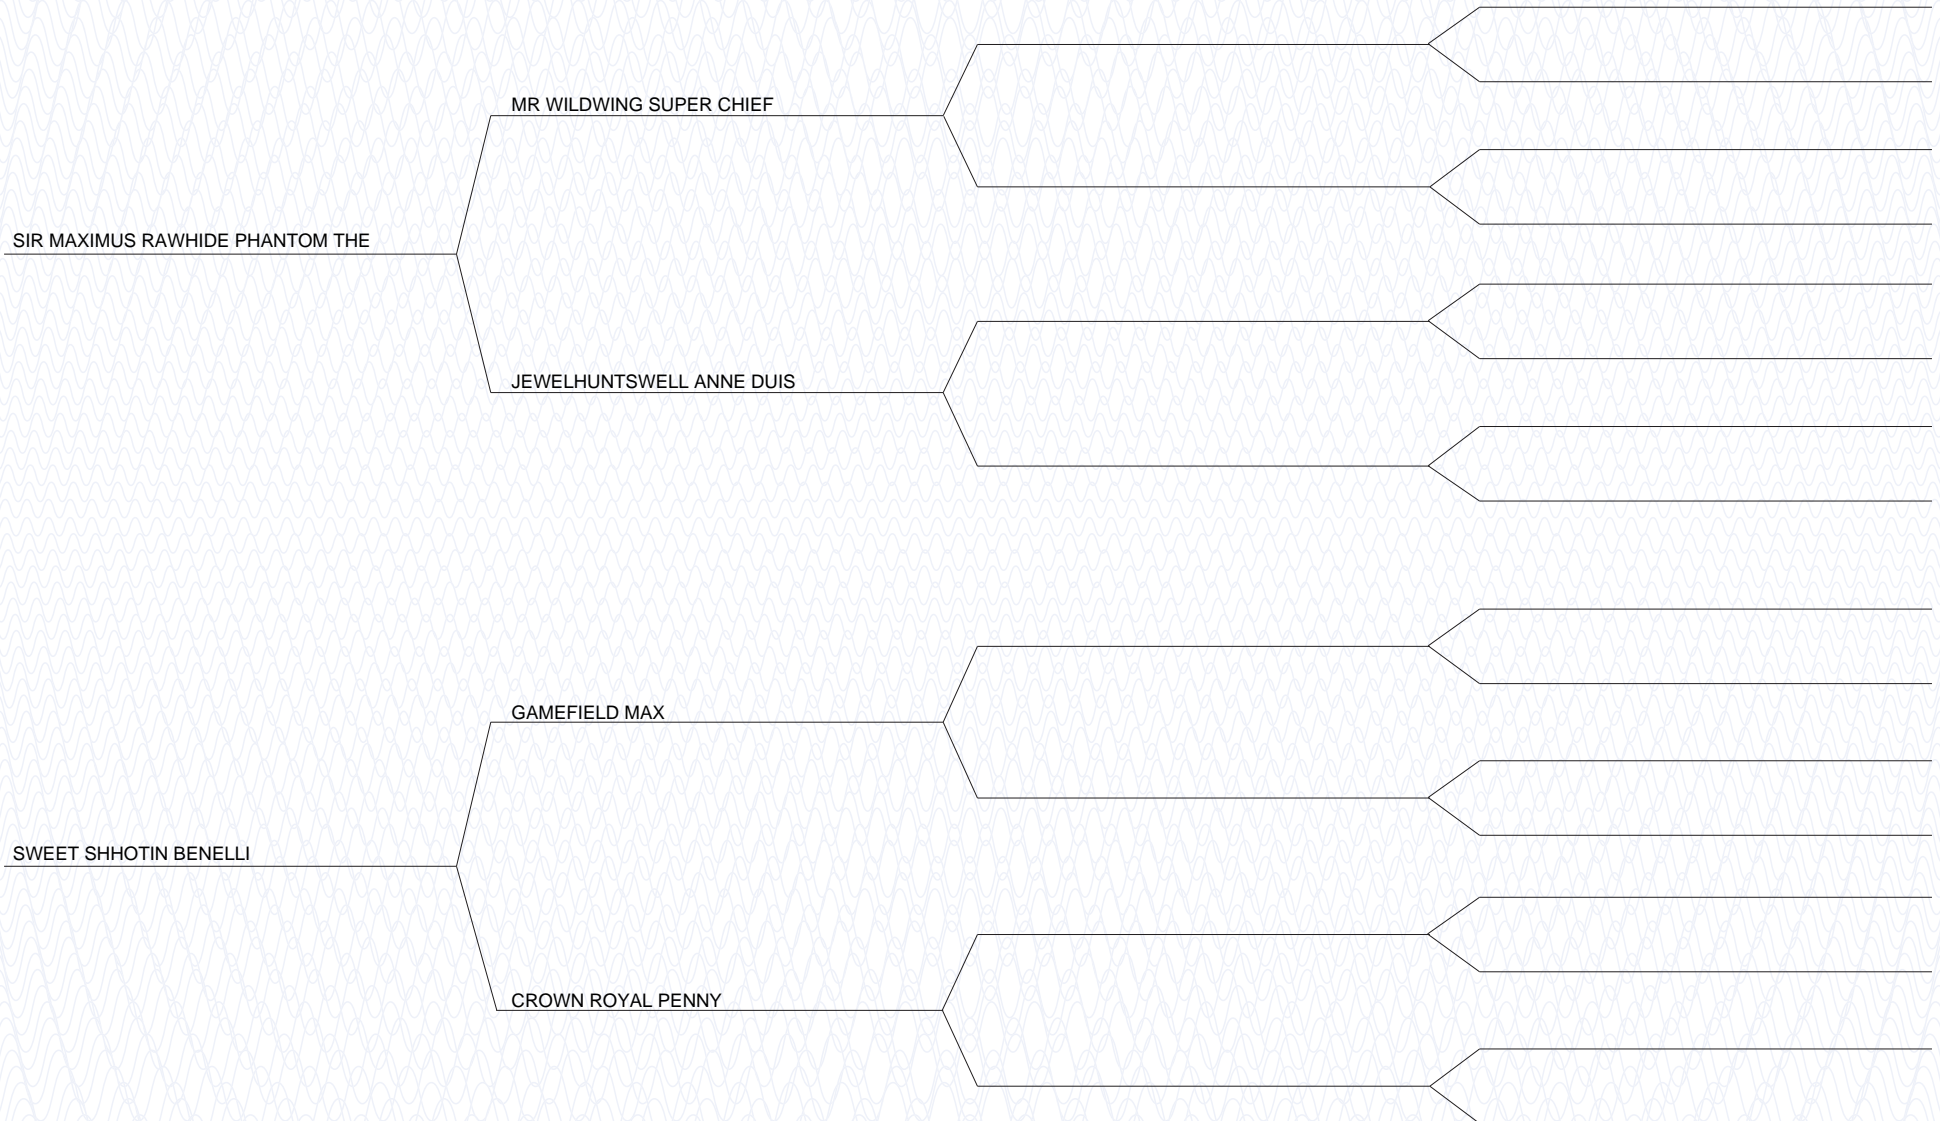 MR WILDWING SUPER CHIEF
SIR MAXIMUS RAWHIDE PHANTOM THE
JEWELHUNTSWELL ANNE DUIS
GAMEFIELD MAX
SWEET SHHOTIN BENELLI
CROWN ROYAL PENNY